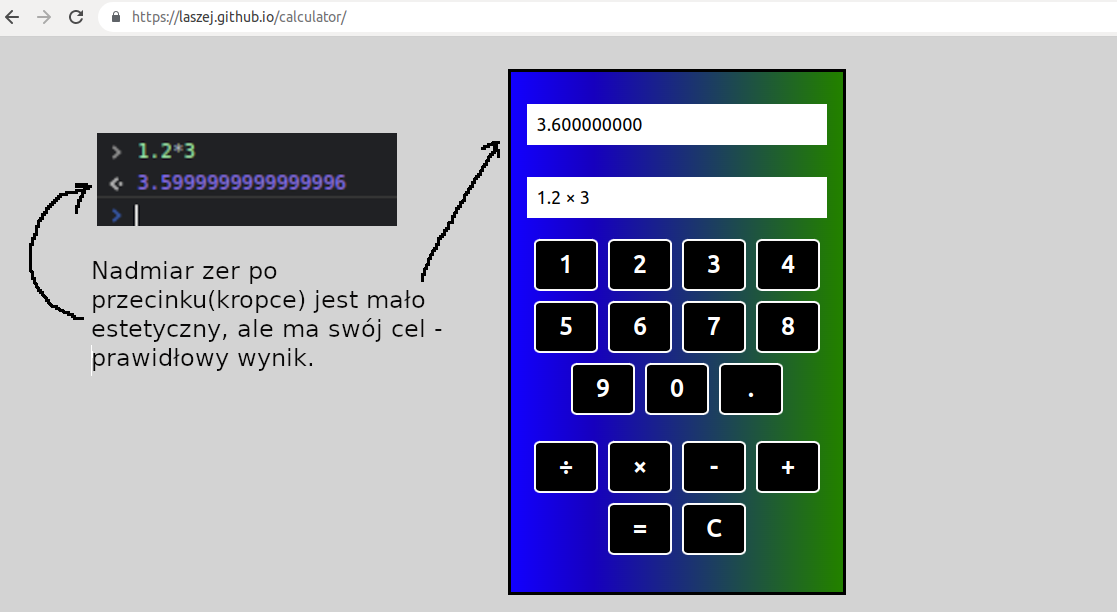 https://laszej.github.io/calculator/
> 1.2*3
3.5999999999999996
>
Nadmiar zer po
przecinku(kropce) jest mało
estetyczny, ale ma swój cel -
prawidłowy wynik.
3.600000000
1.2 × 3
1 2 3 4
5 6 7 8
9 0 .
÷ × - +
= C